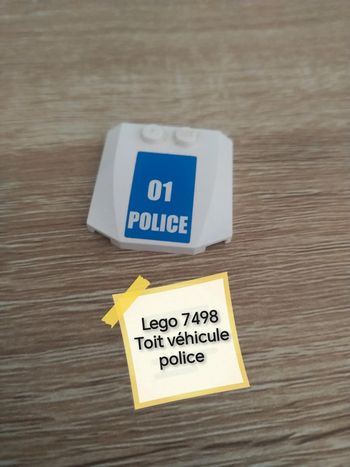 01
POLICE
Lego 7498
Toit véhicule
police